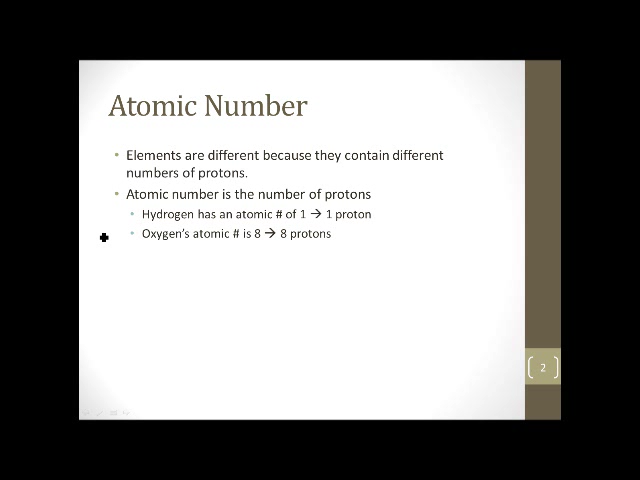 Atomic Number
• Elements are different because they contain different
numbers of protons.
• Atomic number is the number of protons
• Hydrogen has an atomic # of 1 → 1 proton
• Oxygen's atomic # is 8 → 8 protons
2